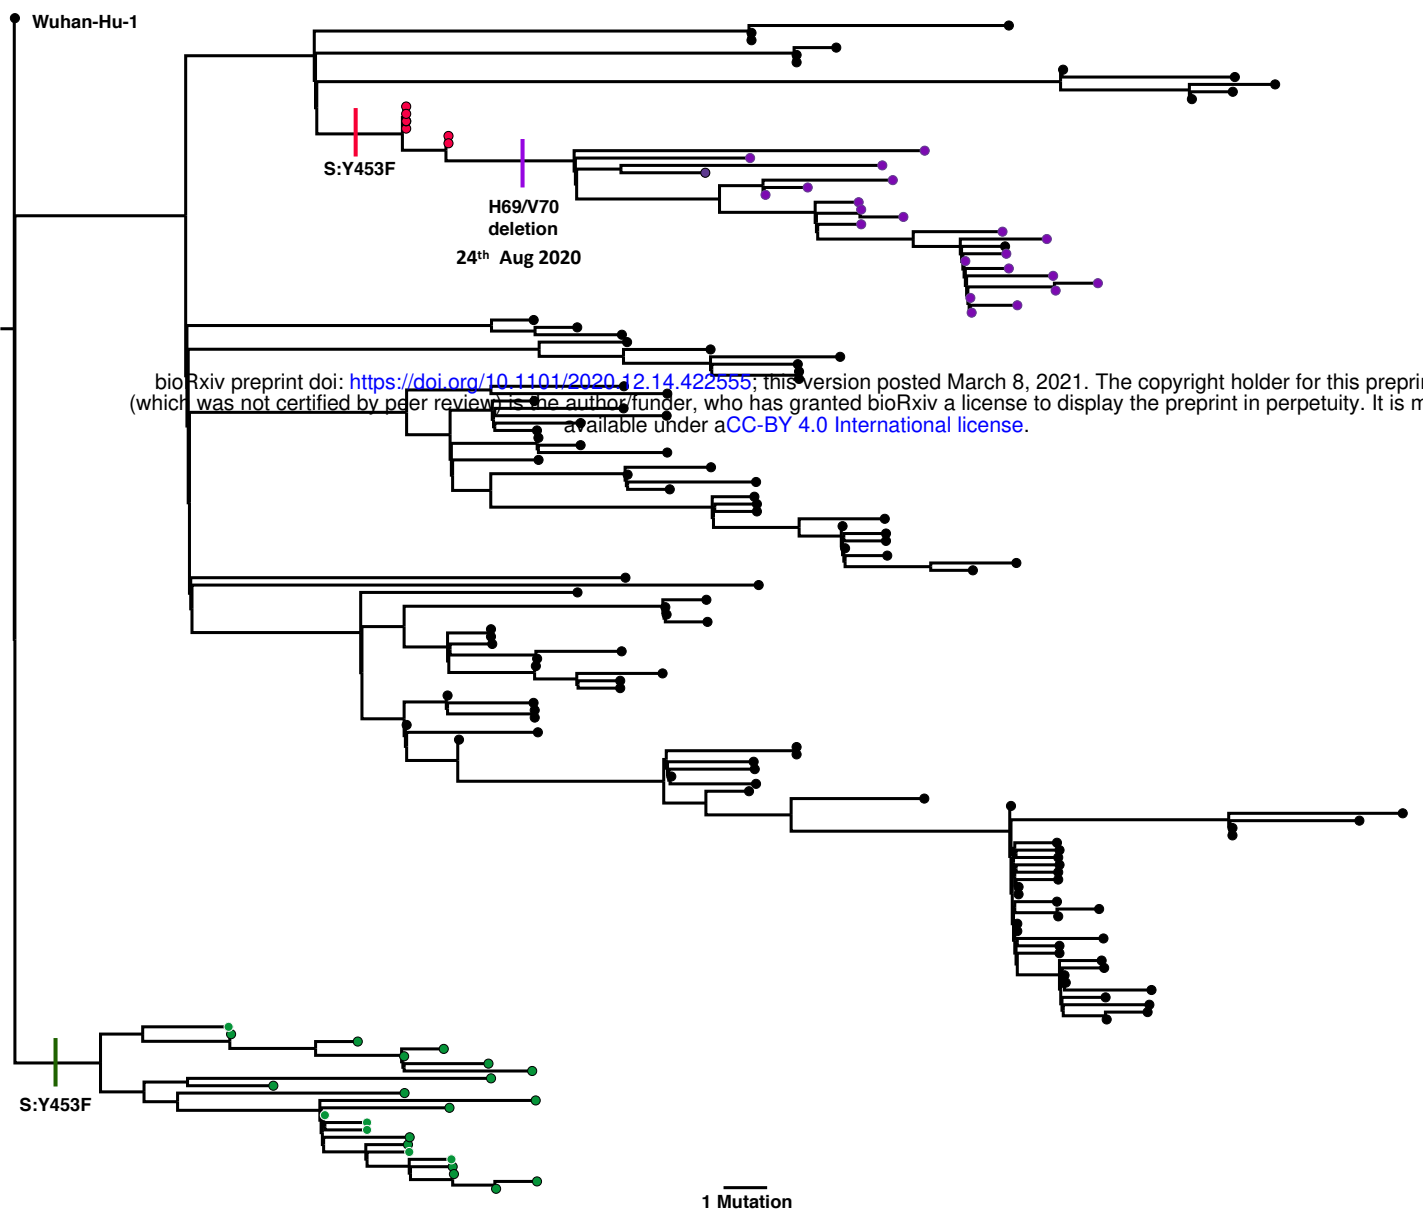 Wuhan-Hu-1
S:Y453F
H69/V70
deletion
24th Aug 2020
bioRxiv preprint doi: https://doi.org/10.1101/2020.12.14.422555; this version posted March 8, 2021. The copyright holder for this
(which was not certified by peer review) is the author/funder, who has granted bioRxiv a license to display the preprint in perpetuity. It is
available under aCC-BY 4.0 International license.
S:Y453F
1 Mutation